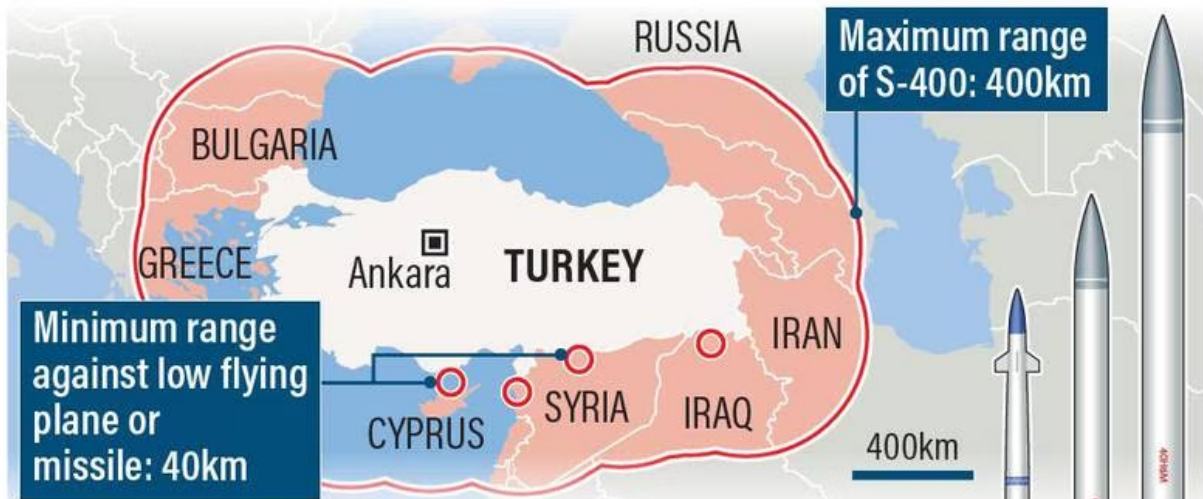 RUSSIA
Maximum range
of S-400: 400km
BULGARIA
GREECE
Ankara
TURKEY
Minimum range
against low flying
plane or
missile: 40km
IRAN
SYRIA
IRAQ
CYPRUS
400km